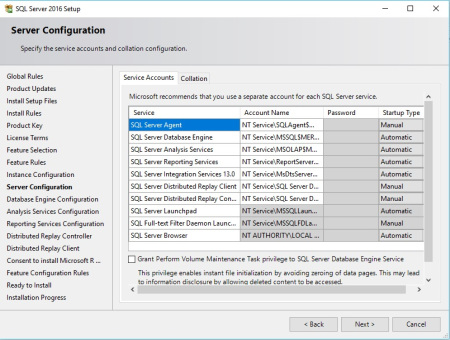 SQL Server 2016 Setup
Server Configuration
Specify the service accounts and collation configuration.
Global Rules
Product Updates
Install Setup Files
Install Rules
Product Key
License Terms
Feature Selection
Feature Rules
Instance Configuration
Server Configuration
Database Engine Configuration
Analysis Services Configuration
Reporting Services Configuration
Distributed Replay Controller
Distributed Replay Client
Consent to install Microsoft R ...
Feature Configuration Rules
Ready to Install
Installation Progress
Service Accounts Collation
Microsoft recommends that you use a separate account for each SQL Server service.
Service Account Name Password Startup Type
SQL Server Agent NT Service\SQLAgent$... Manual
SQL Server Database Engine NT Service\MSSQL$MER... Automatic
SQL Server Analysis Services NT Service\MSOLAP$M... Automatic
SQL Server Reporting Services NT Service\ReportServer... Automatic
SQL Server Integration Services 13.0 NT Service\MsDtsServer... Automatic
SQL Server Distributed Replay Client NT Service\SQL Server D... Manual
SQL Server Distributed Replay Con... NT Service\SQL Server D... Manual
SQL Server Launchpad NT Service\MSSQLLaun... Automatic
SQL Full-text Filter Daemon Launc... NT Service\MSSQLFDLa... Manual
SQL Server Browser NT AUTHORITY\LOCAL ... Automatic
Grant Perform Volume Maintenance Task privilege to SQL Server Database Engine Service
This privilege enables instant file initialization by avoiding zeroing of data pages. This may lead
to information disclosure by allowing deleted content to be accessed.
< Back Next > Cancel